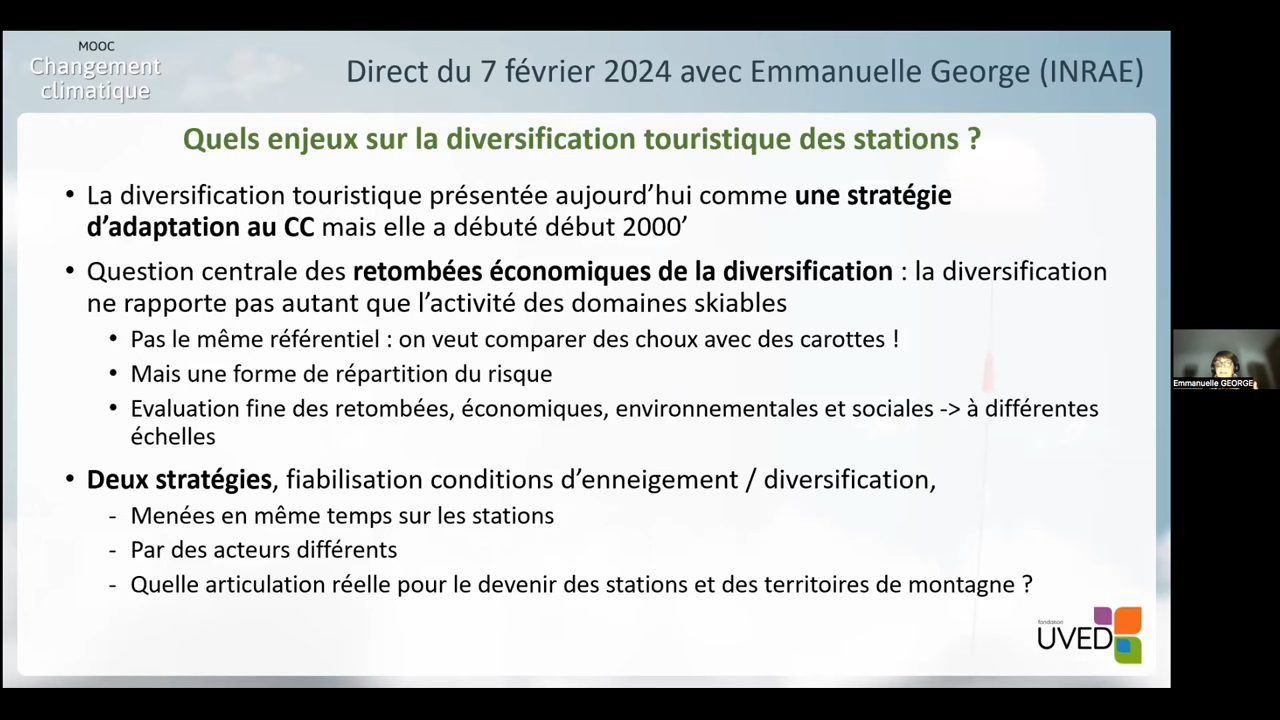 MOOC
Changement
climatique
Direct du 7 février 2024 avec Emmanuelle George (INRAE)
Quels enjeux sur la diversification touristique des stations ?
• La diversification touristique présentée aujourd’hui comme une stratégie
d’adaptation au CC mais elle a débuté début 2000’
• Question centrale des retombées économiques de la diversification : la diversification
ne rapporte pas autant que l’activité des domaines skiables
• Pas le même référentiel : on veut comparer des choux avec des carottes !
• Mais une forme de répartition du risque
• Evaluation fine des retombées, économiques, environnementales et sociales -> à différentes
échelles
• Deux stratégies, fiabilisation conditions d’enneigement / diversification,
- Menées en même temps sur les stations
- Par des acteurs différents
- Quelle articulation réelle pour le devenir des stations et des territoires de montagne ?
fondation
UVED
Emmanuelle GEORGE